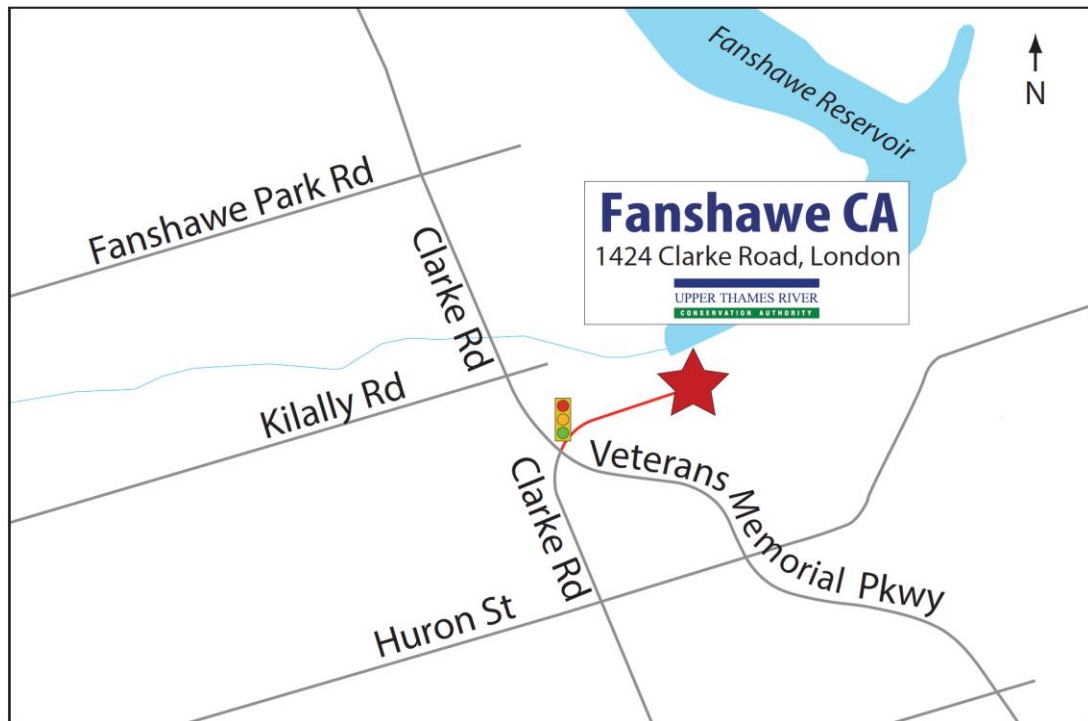 Fanshawe Reservoir
N
Fanshawe Park Rd
Fanshawe CA
1424 Clarke Road, London
UPPER THAMES RIVER
CONSERVATION AUTHORITY
Clarke Rd
Kilally Rd
Veterans Memorial Pkwy
Clarke Rd
Huron St